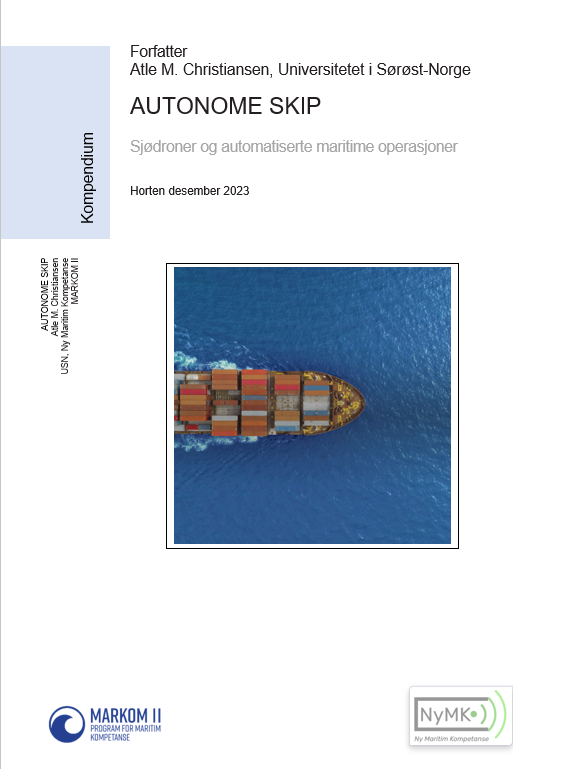 Forfatter
Atle M. Christiansen, Universitetet i Sørøst-Norge
AUTONOME SKIP
Sjødroner og automatiserte maritime operasjoner
Horten desember 2023
Kompendium
AUTONOME SKIP
Atle M. Christiansen
USN, Ny Maritim Kompetanse
MARKOM II
MARKOM II
PROGRAM FOR MARITIM
KOMPETANSE
NyMK
Ny Maritim Kompetanse